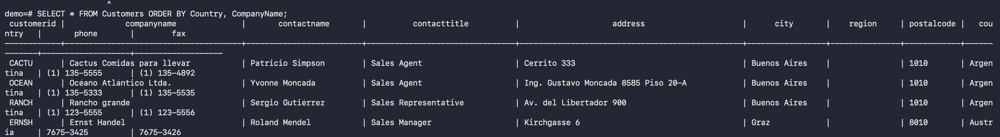 ^
demo=# SELECT * FROM Customers ORDER BY Country, CompanyName;
 customerid |             companyname              |       contactname       |          contacttitle          |                    address                     |      city       |    region     | postalcode |   cou
ntry   |       phone       |        fax
------------+--------------------------------------+-------------------------+--------------------------------+------------------------------------------------+-----------------+---------------+------------+------
-------+-------------------+-------------------
 CACTU      | Cactus Comidas para llevar           | Patricio Simpson        | Sales Agent                    | Cerrito 333                                    | Buenos Aires    |               | 1010       | Argen
tina   | (1) 135-5555      | (1) 135-4892
 OCEAN      | Océano Atlántico Ltda.               | Yvonne Moncada          | Sales Agent                    | Ing. Gustavo Moncada 8585 Piso 20-A            | Buenos Aires    |               | 1010       | Argen
tina   | (1) 135-5333      | (1) 135-5535
 RANCH      | Rancho grande                        | Sergio Gutiérrez        | Sales Representative           | Av. del Libertador 900                         | Buenos Aires    |               | 1010       | Argen
tina   | (1) 123-5555      | (1) 123-5556
 ERNSH      | Ernst Handel                         | Roland Mendel           | Sales Manager                  | Kirchgasse 6                                   | Graz            |               | 8010       | Austr
ia     | 7675-3425         | 7675-3426